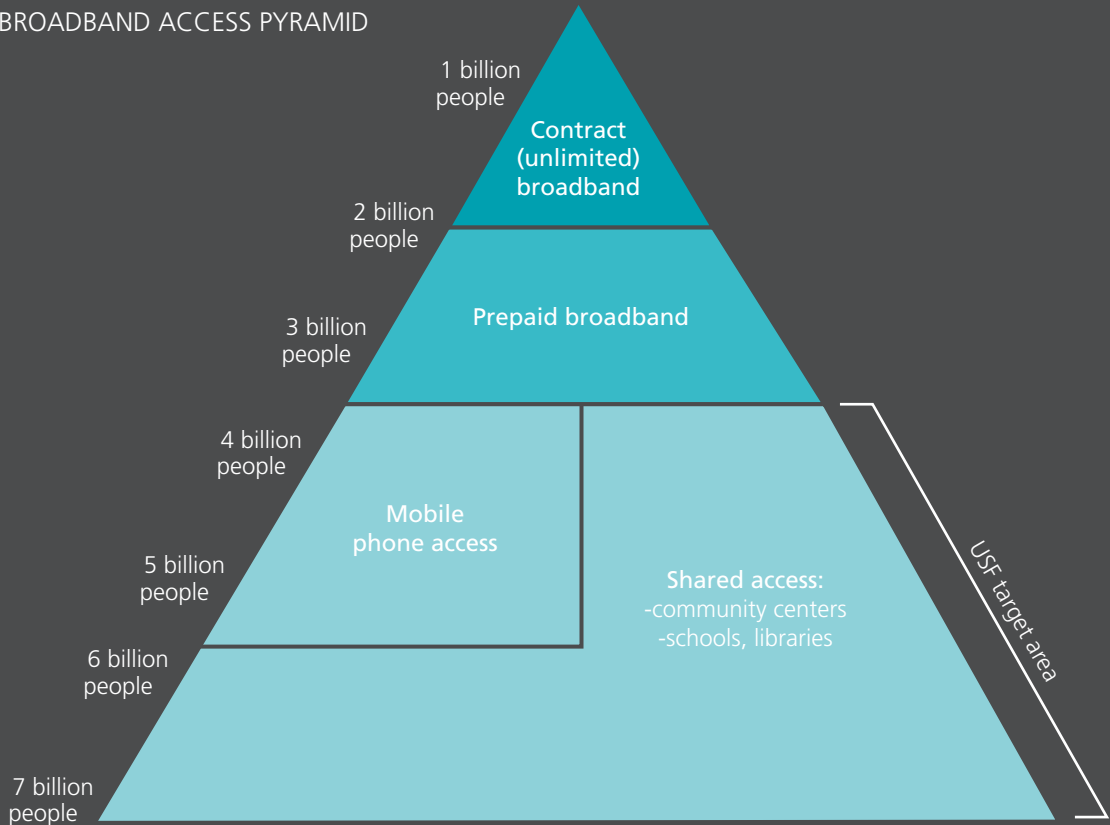 BROADBAND ACCESS PYRAMID
1 billion
people
Contract
(unlimited)
broadband
2 billion
people
Prepaid broadband
3 billion
people
4 billion
people
Mobile
phone access
5 billion
people
Shared access:
-community centers
-schools, libraries
USF target area
6 billion
people
7 billion
people